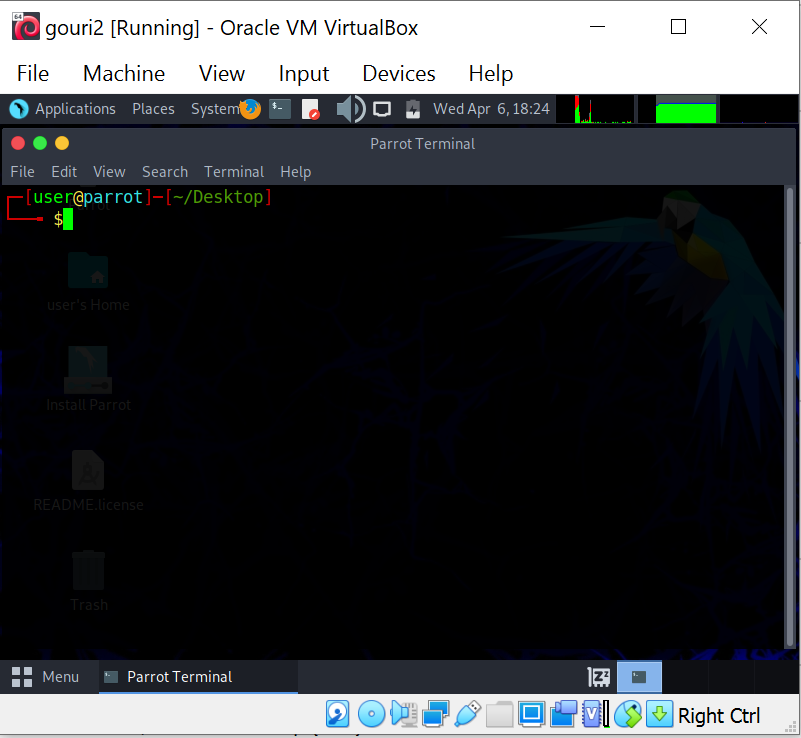 64
gouri2 [Running] - Oracle VM VirtualBox
File Machine View Input Devices Help
Applications Places System Wed Apr 6, 18:24
Parrot Terminal
File Edit View Search Terminal Help
[user@parrot]-[~/Desktop]
$
user's Home
Install Parrot
README.license
Trash
Menu Parrot Terminal
Right Ctrl